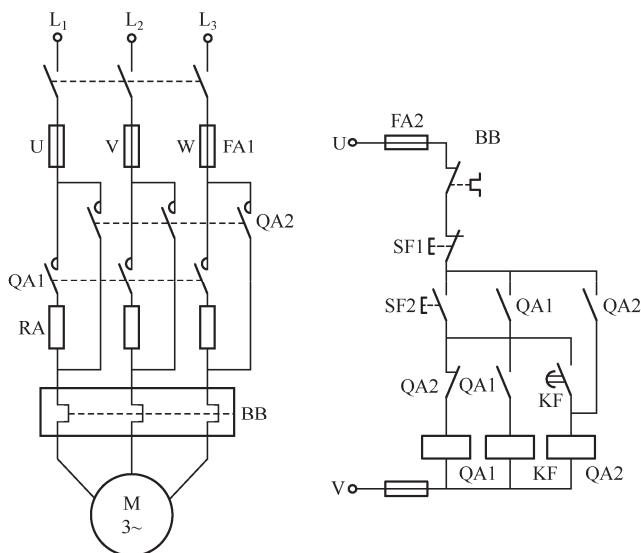 L1 L2 L3
U V W FA1
QA2
QA1
RA
BB
M
3~
FA2
U BB
SF1
SF2 QA1 QA2
QA2 QA1 KF
QA1 KF QA2
V